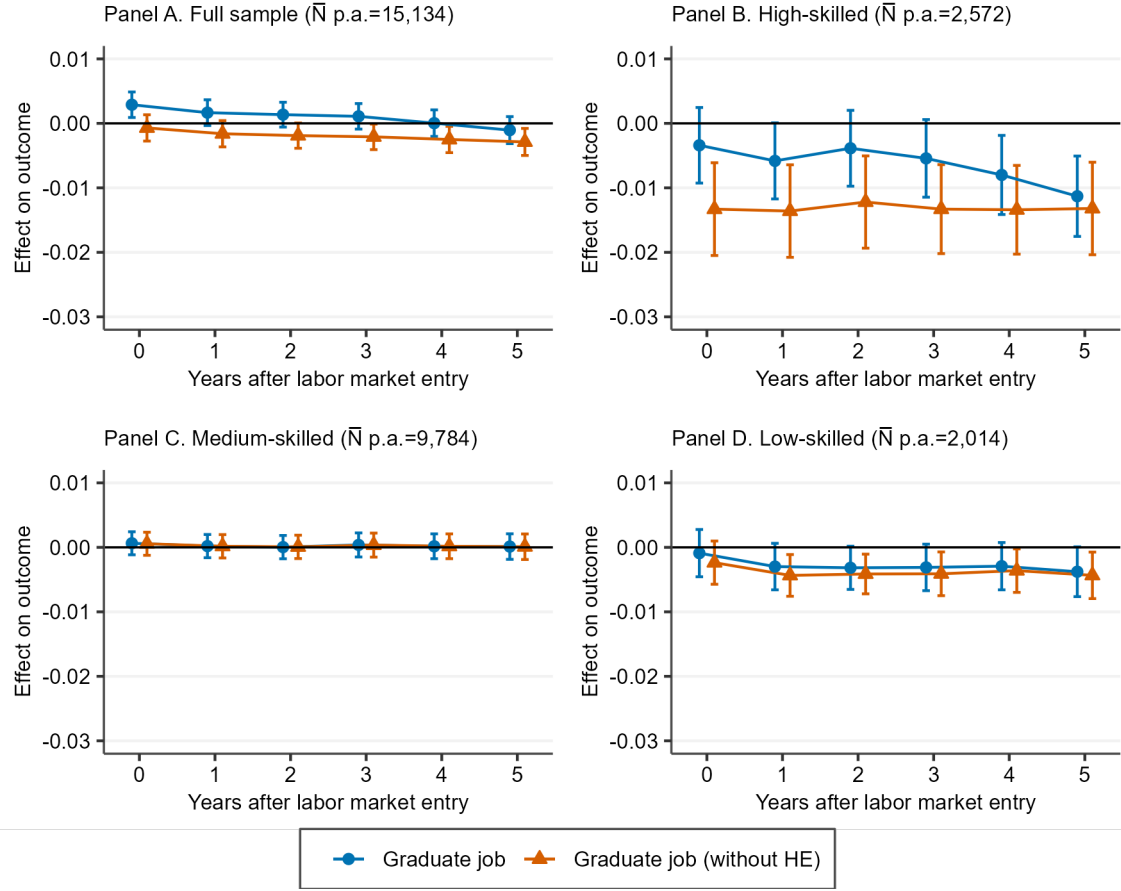 Panel A. Full sample (N̅ p.a.=15,134)
Effect on outcome
0.01
0.00
-0.01
-0.02
-0.03
0 1 2 3 4 5
Years after labor market entry
Panel B. High-skilled (N̅ p.a.=2,572)
Effect on outcome
0.01
0.00
-0.01
-0.02
-0.03
0 1 2 3 4 5
Years after labor market entry
Panel C. Medium-skilled (N̅ p.a.=9,784)
Effect on outcome
0.01
0.00
-0.01
-0.02
-0.03
0 1 2 3 4 5
Years after labor market entry
Panel D. Low-skilled (N̅ p.a.=2,014)
Effect on outcome
0.01
0.00
-0.01
-0.02
-0.03
0 1 2 3 4 5
Years after labor market entry
Graduate job Graduate job (without HE)